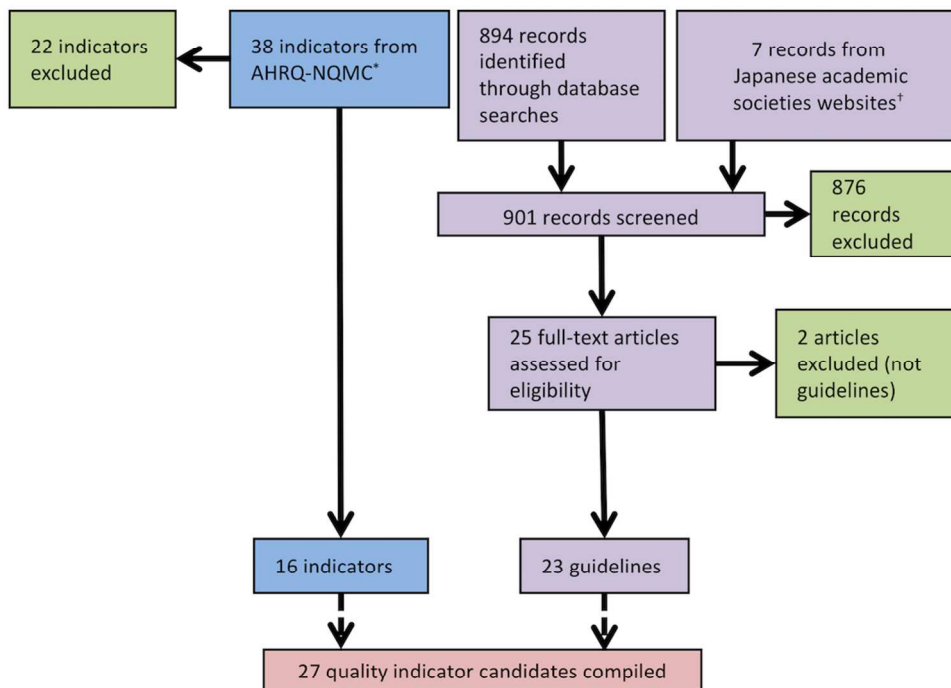 22 indicators
excluded
38 indicators from
AHRQ-NQMC*
894 records
identified
through database
searches
7 records from
Japanese academic
societies websites†
901 records screened
876
records
excluded
25 full-text articles
assessed for
eligibility
2 articles
excluded (not
guidelines)
16 indicators
23 guidelines
27 quality indicator candidates compiled